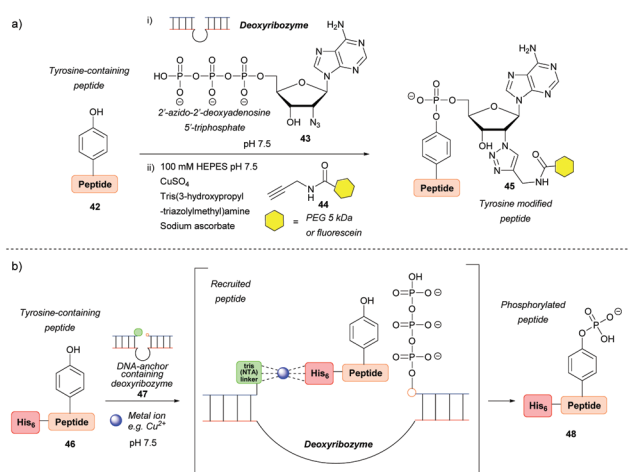 a)
i)
Deoxyribozyme
Tyrosine-containing
peptide
OH
Peptide
42
HO
P
O
P
O
P
O
O
O
O
O
O
O
O
NH2
N
N
N
N
OH
N3
2'-azido-2'-deoxyadenosine
5'-triphosphate
43
pH 7.5
ii)
100 mM HEPES pH 7.5
CuSO4
Tris(3-hydroxypropyl
-triazolylmethyl)amine
Sodium ascorbate
O
N
H
44
= PEG 5 kDa
or fluorescein
NH2
N
N
N
N
O
O
P
O
O
O
OH
N
N
N
O
NH
Peptide
45
Tyrosine modified
peptide
b)
Tyrosine-containing
peptide
OH
His6
Peptide
46
DNA-anchor
containing
deoxyribozyme
47
Metal ion
e.g. Cu2+
pH 7.5
Recruited
peptide
OH
tris
(NTA)
linker
His6
Peptide
OH
O=P-O⊖
O
O=P-O⊖
O
O=P-O⊖
O
Deoxyribozyme
Phosphorylated
peptide
O
O
P
O⊖
OH
His6
Peptide
48